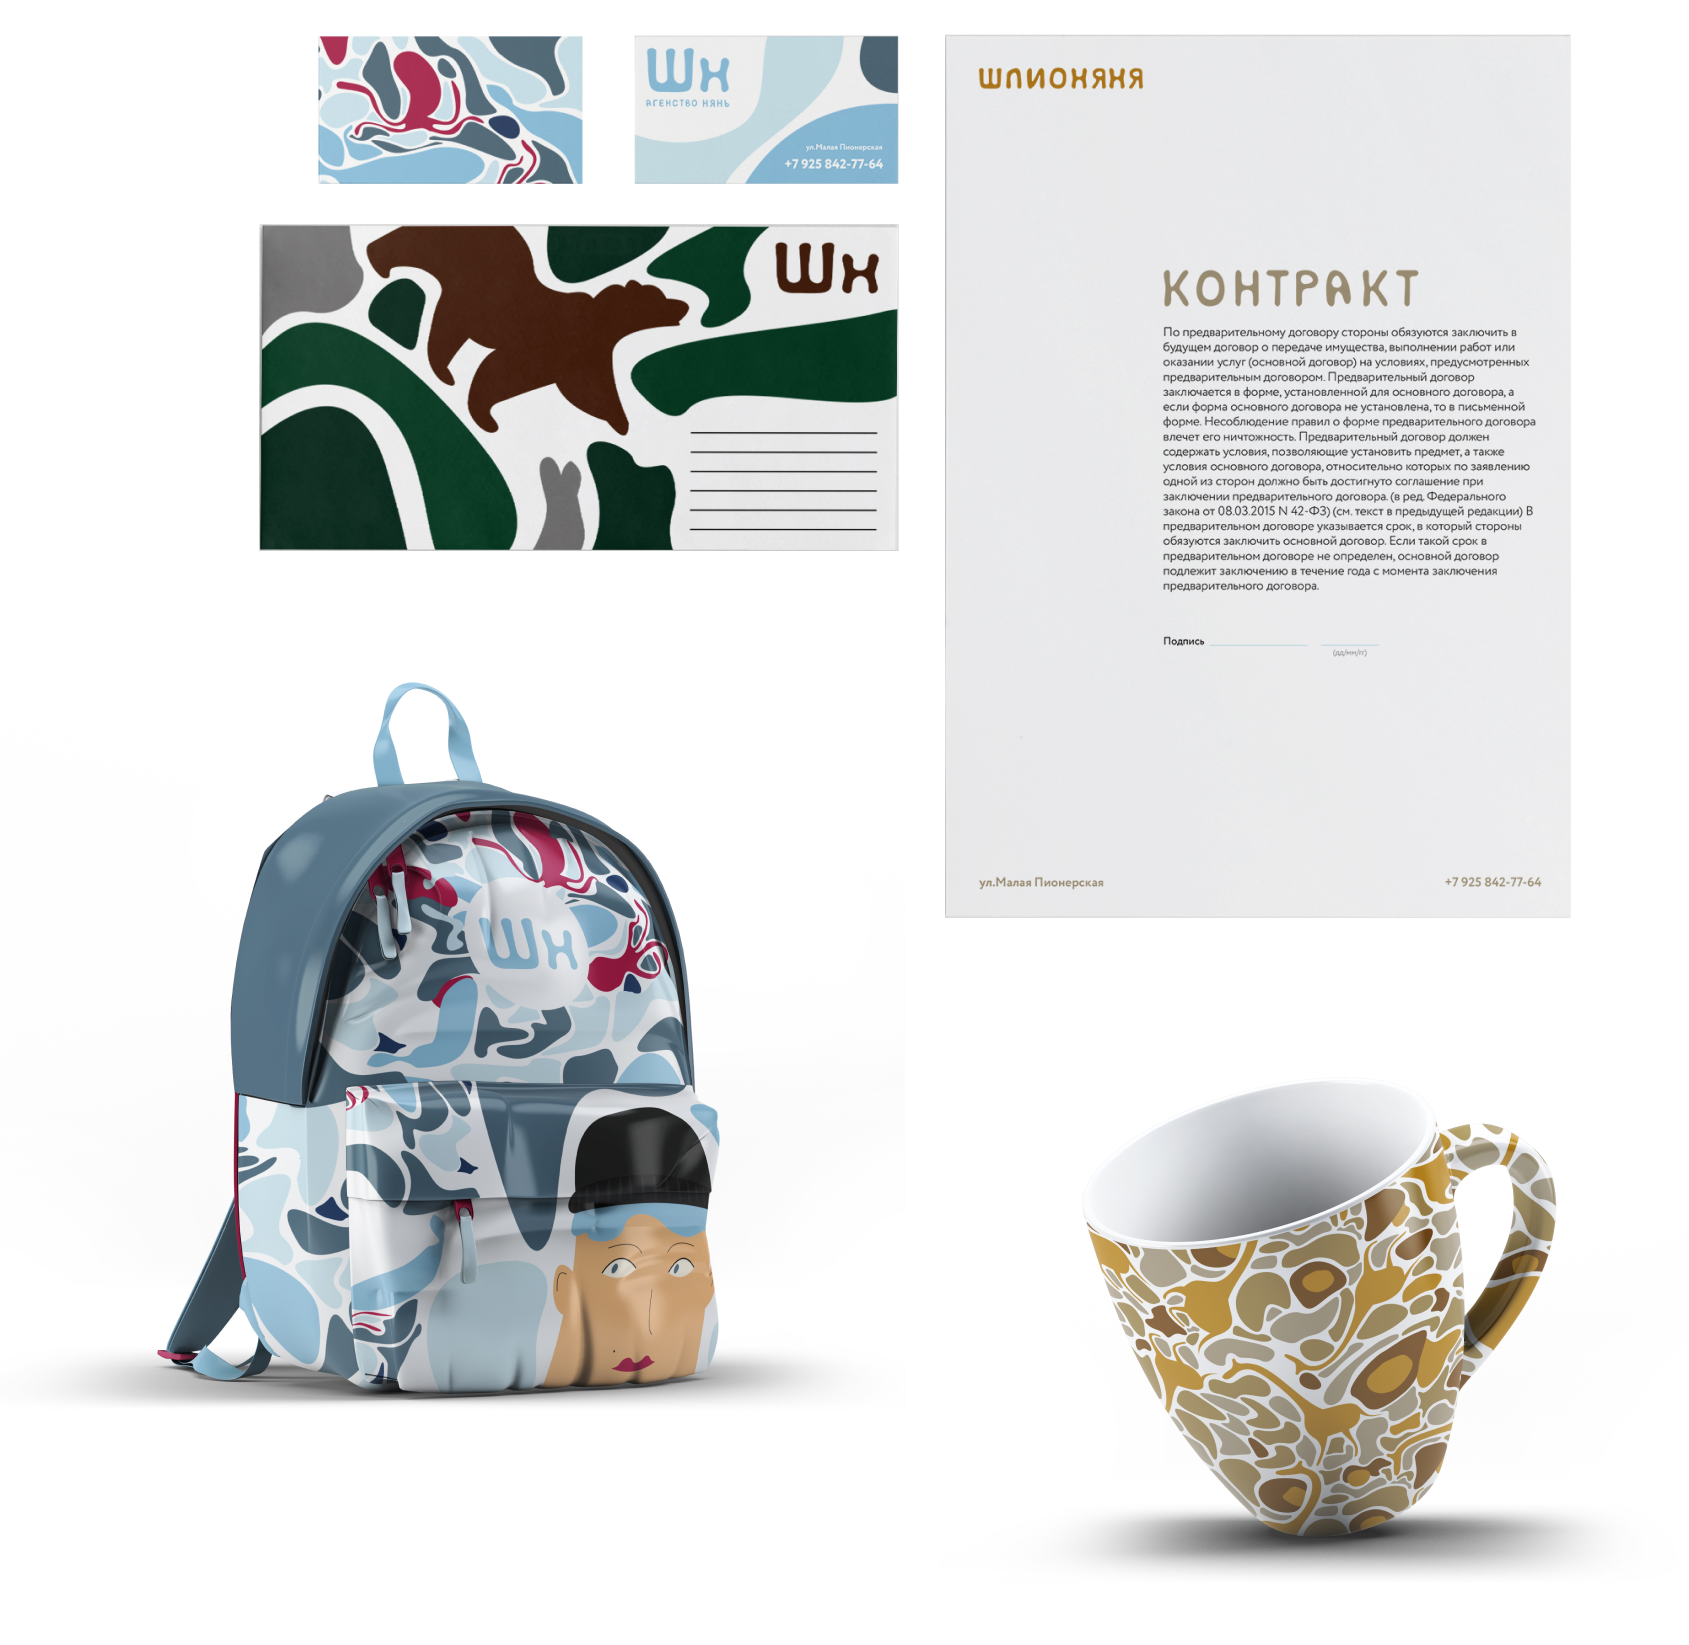 ШН
АГЕНСТВО НЯНЬ
ул.Малая Пионерская
+7 925 842-77-64
ШН
ШПИОНЯНЯ
КОНТРАКТ
По предварительному договору стороны обязуются заключить в
будущем договор о передаче имущества, выполнении работ или
оказании услуг (основной договор) на условиях, предусмотренных
предварительным договором. Предварительный договор
заключается в форме, установленной для основного договора, а
если форма основного договора не установлена, то в письменной
форме. Несоблюдение правил о форме предварительного договора
влечет его ничтожность. Предварительный договор должен
содержать условия, позволяющие установить предмет, а также
условия основного договора, относительно которых по заявлению
одной из сторон должно быть достигнуто соглашение при
заключении предварительного договора. (в ред. Федерального
закона от 08.03.2015 N 42-ФЗ) (см. текст в предыдущей редакции) В
предварительном договоре указывается срок, в который стороны
обязуются заключить основной договор. Если такой срок в
предварительном договоре не определен, основной договор
подлежит заключению в течение года с момента заключения
предварительного договора.
Подпись
(дд/мм/гг)
ул.Малая Пионерская
+7 925 842-77-64
ШН